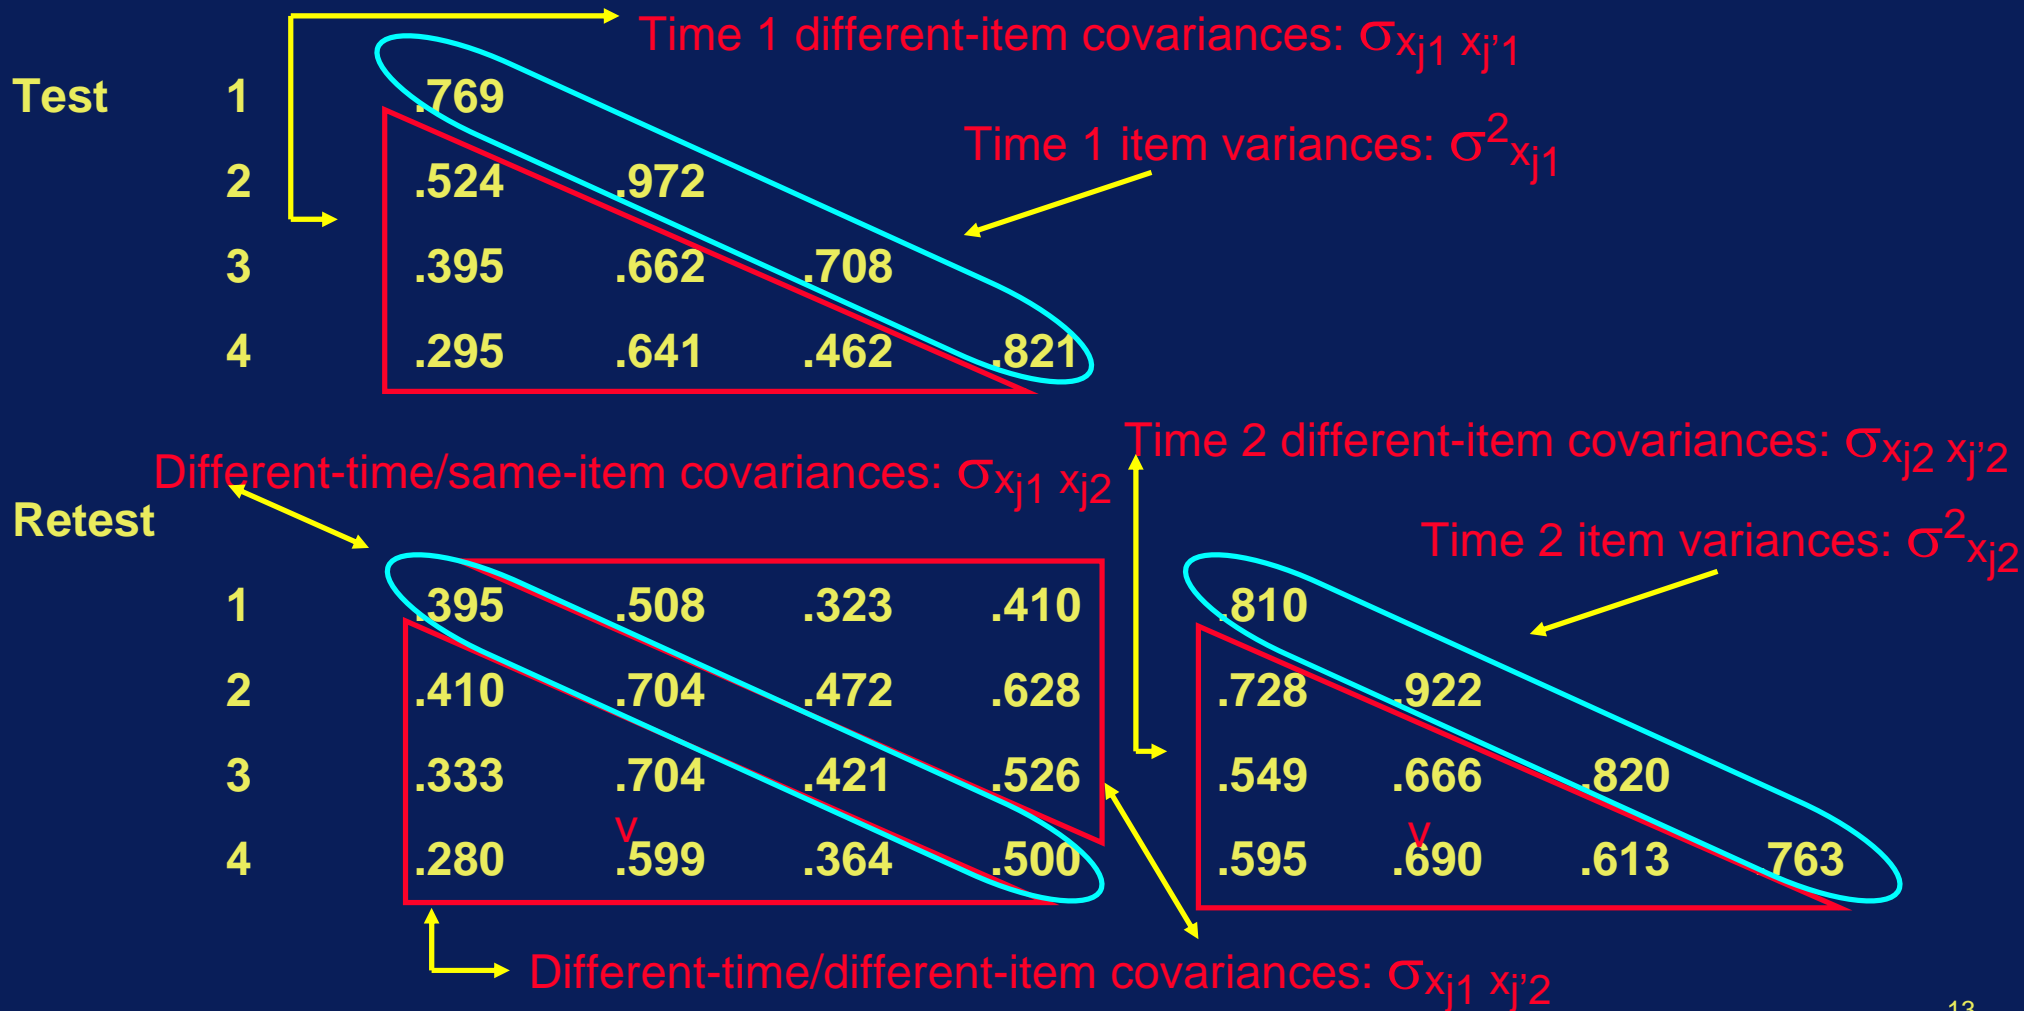 Time 1 different-item covariances: σxj1 xj’1
Test 1 .769
Time 1 item variances: σ2xj1
2 .524 .972
3 .395 .662 .708
4 .295 .641 .462 .821
Time 2 different-item covariances: σxj2 xj’2
Different-time/same-item covariances: σxj1 xj2
Retest
Time 2 item variances: σ2xj2
1 .395 .508 .323 .410 .810
2 .410 .704 .472 .628 .728 .922
3 .333 .704 .421 .526 .549 .666 .820
v v
4 .280 .599 .364 .500 .595 .690 .613 .763
Different-time/different-item covariances: σxj1 xj’2
13